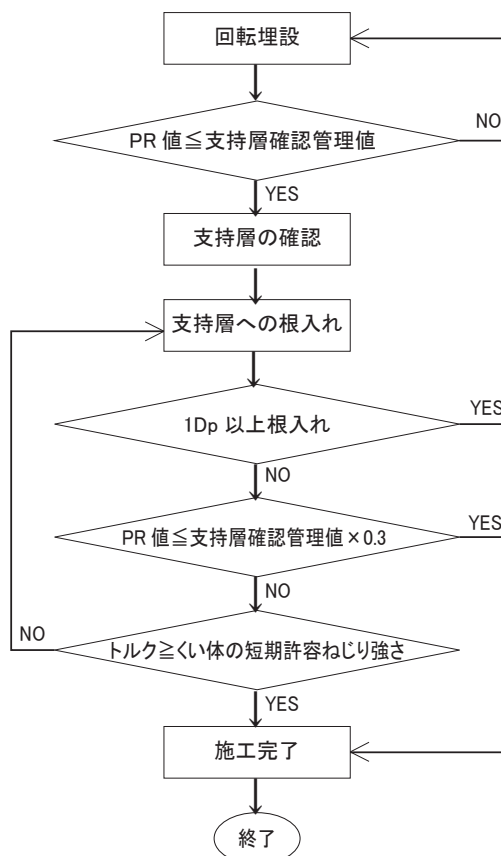 回転埋設
PR 値≦支持層確認管理値
NO
YES
支持層の確認
支持層への根入れ
1Dp 以上根入れ
YES
NO
PR 値≦支持層確認管理値×0.3
YES
NO
トルク≧くい体の短期許容ねじり強さ
NO
YES
施工完了
終了